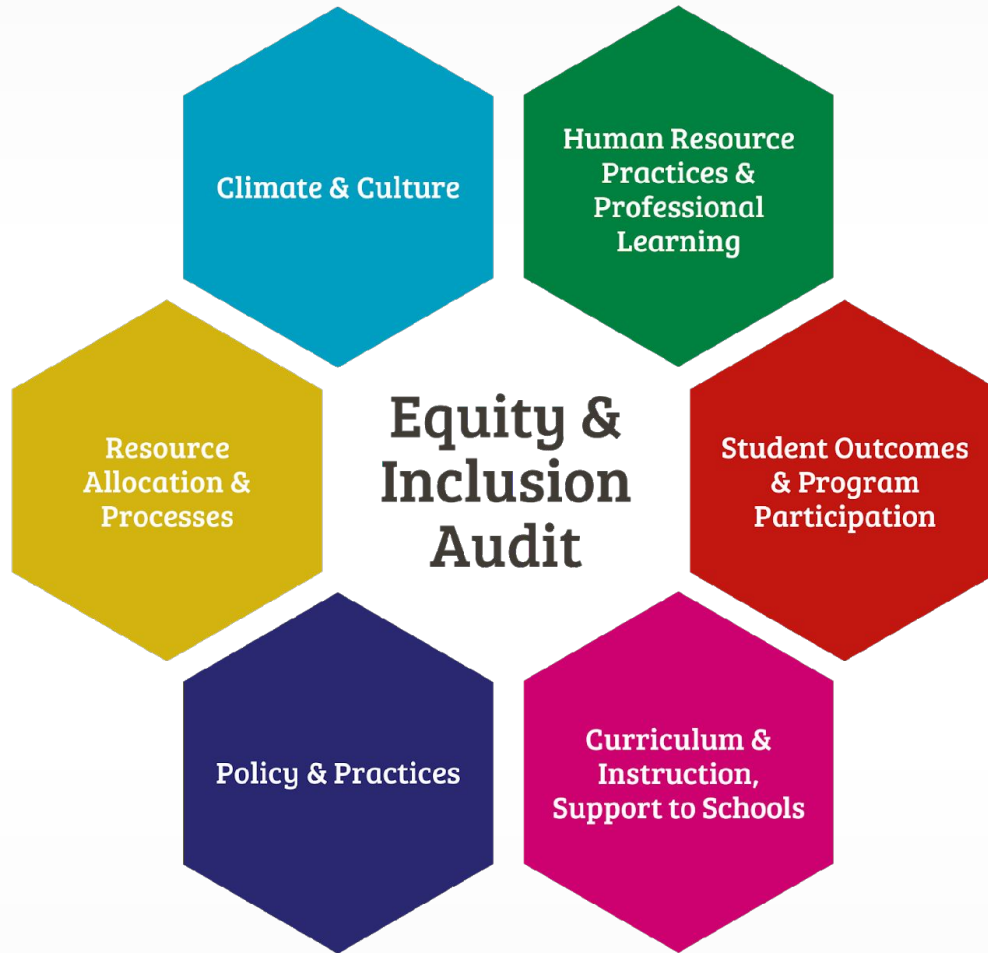 Climate & Culture
Human Resource
Practices &
Professional
Learning
Equity &
Inclusion
Audit
Resource
Allocation &
Processes
Student Outcomes
& Program
Participation
Policy & Practices
Curriculum &
Instruction,
Support to Schools